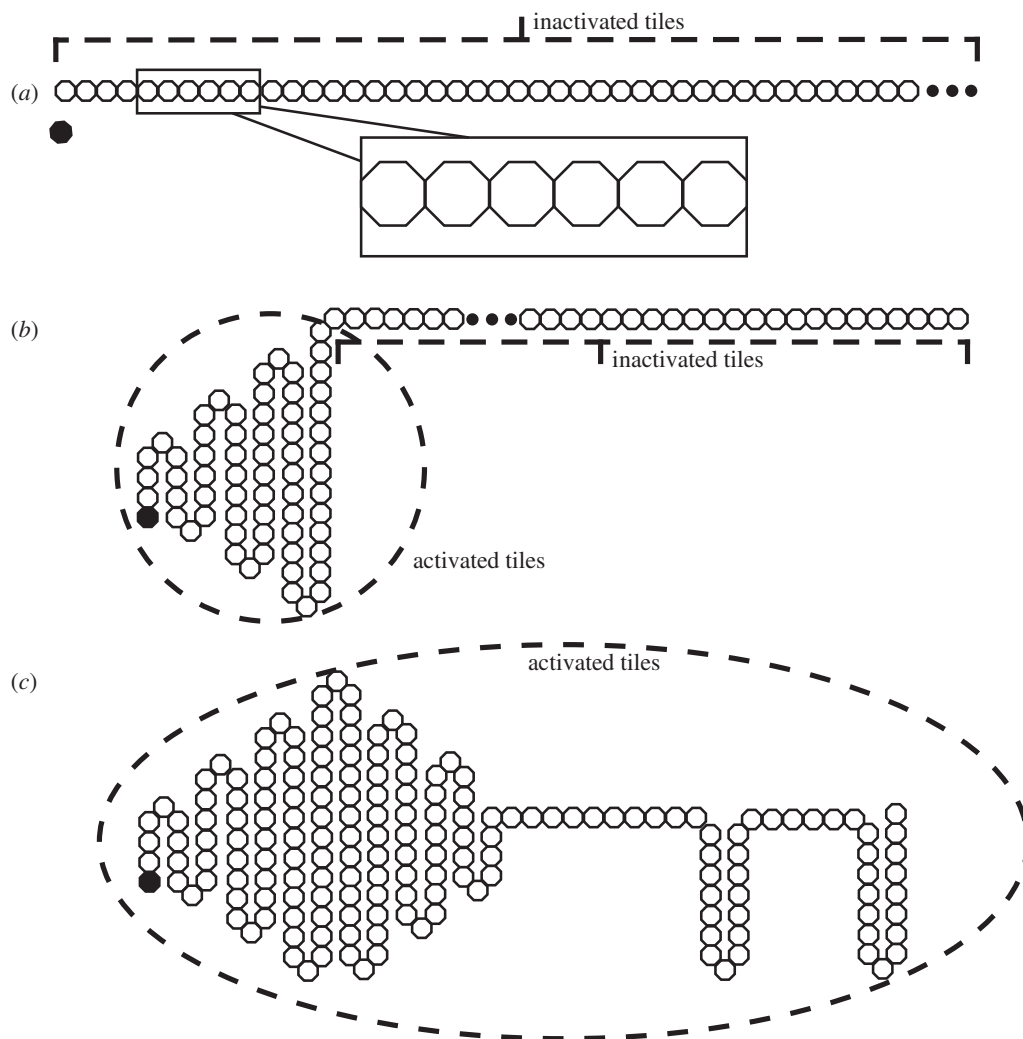 inactivated tiles
(a)
(b)
inactivated tiles
activated tiles
activated tiles
(c)